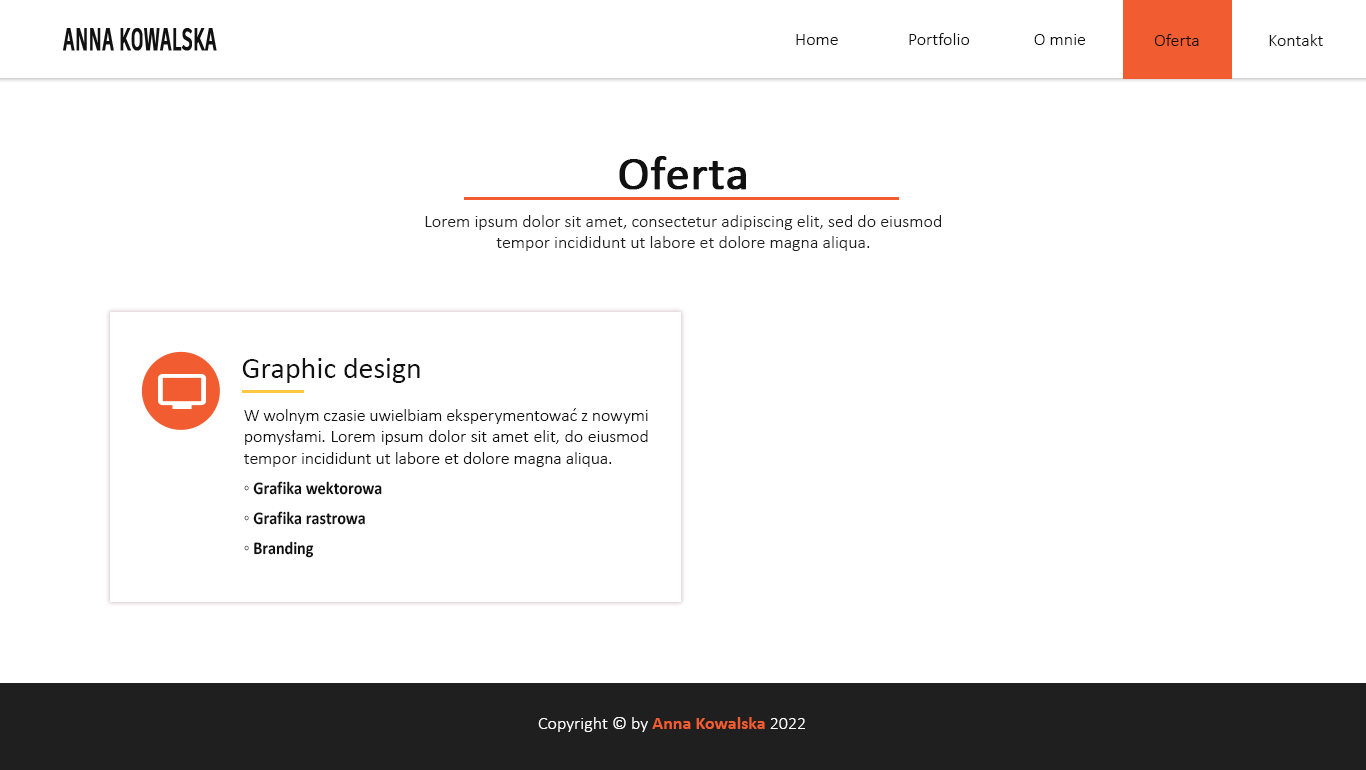 ANNA KOWALSKA
Home
Portfolio
O mnie
Oferta
Kontakt
Oferta
Lorem ipsum dolor sit amet, consectetur adipiscing elit, sed do eiusmod
tempor incididunt ut labore et dolore magna aliqua.
Graphic design
W wolnym czasie uwielbiam eksperymentować z nowymi
pomysłami. Lorem ipsum dolor sit amet elit, do eiusmod
tempor incididunt ut labore et dolore magna aliqua.
◦ Grafika wektorowa
◦ Grafika rastrowa
◦ Branding
Copyright © by Anna Kowalska 2022